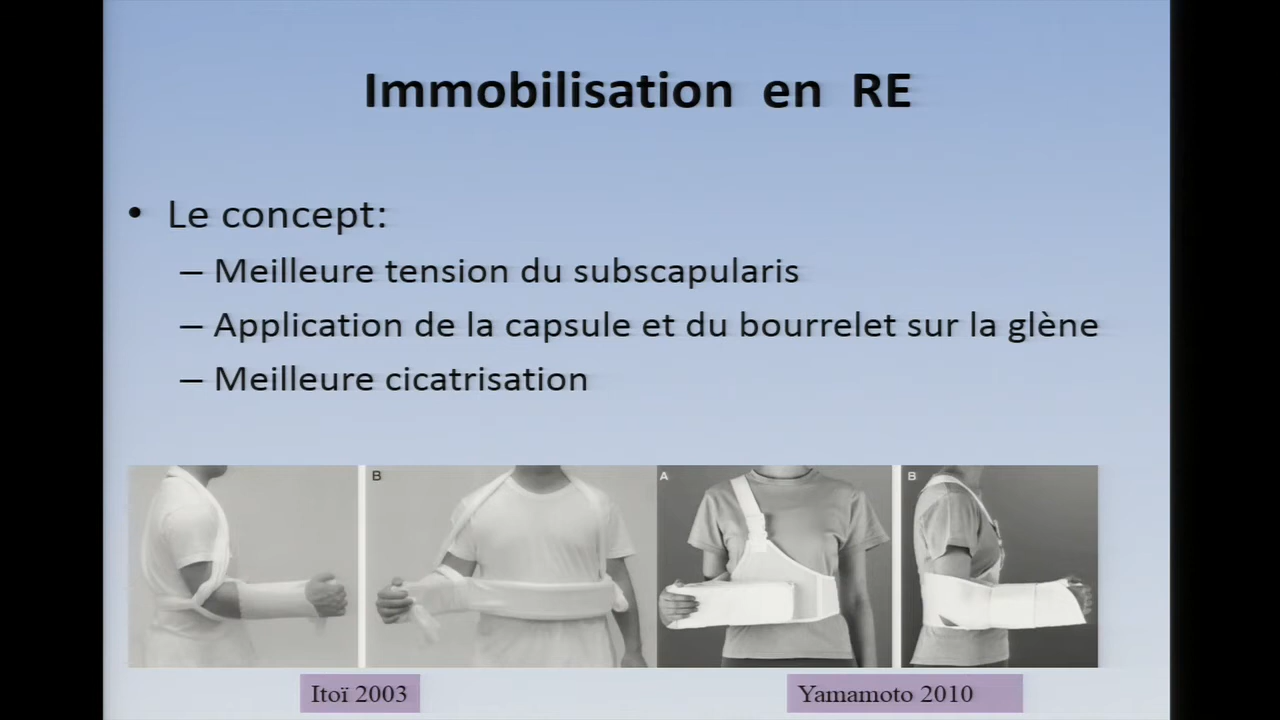 Immobilisation en RE
• Le concept:
– Meilleure tension du subscapularis
– Application de la capsule et du bourrelet sur la glène
– Meilleure cicatrisation
B
A
B
Itoï 2003
Yamamoto 2010